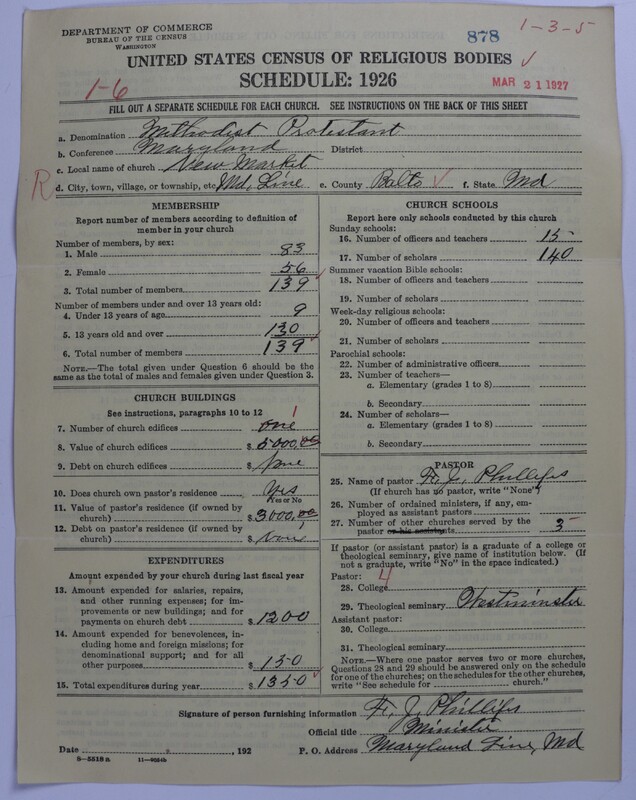 DEPARTMENT OF COMMERCE
BUREAU OF THE CENSUS
WASHINGTON
878
1-3-5
UNITED STATES CENSUS OF RELIGIOUS BODIES
SCHEDULE: 1926
1-6
MAR 21 1927
FILL OUT A SEPARATE SCHEDULE FOR EACH CHURCH. SEE INSTRUCTIONS ON THE BACK OF THIS SHEET
a. Denomination Methodist Protestant
b. Conference Maryland District
c. Local name of church New Market
R
d. City, town, village, or township, etc Md, Line e. County Balto f. State Md
MEMBERSHIP
Report number of members according to definition of
member in your church
Number of members, by sex:
1. Male 83
2. Female 56
3. Total number of members 139
Number of members under and over 13 years old:
4. Under 13 years of age 9
5. 13 years old and over 130
6. Total number of members 139
NOTE.—The total given under Question 6 should be
same as the total of males and females given under Question 3.
CHURCH BUILDINGS
See instructions, paragraphs 10 to 12
1
7. Number of church edifices one
8. Value of church edifices $ 5000,00
9. Debt on church edifices $ none
10. Does church own pastor's residence Yes
Yes or No
11. Value of pastor's residence (if owned by
church) $ 3000,00
12. Debt on pastor's residence (if owned by
church) $ none
EXPENDITURES
Amount expended by your church during last fiscal year
13. Amount expended for salaries, repairs,
and other running expenses; for im-
provements or new buildings; and for
payments on church debt $ 1200
14. Amount expended for benevolences, in-
cluding home and foreign missions; for
denominational support; and for all
other purposes $ 150
15. Total expenditures during year $ 1350
CHURCH SCHOOLS
Report here only schools conducted by this church
Sunday schools:
16. Number of officers and teachers 15
17. Number of scholars 140
Summer vacation Bible schools:
18. Number of officers and teachers
19. Number of scholars
Week-day religious schools:
20. Number of officers and teachers
21. Number of scholars
Parochial schools:
22. Number of administrative officers
23. Number of teachers—
a. Elementary (grades 1 to 8)
b. Secondary
24. Number of scholars—
a. Elementary (grades 1 to 8)
b. Secondary
PASTOR
25. Name of pastor F. J. Phillips
(If church has no pastor, write "None")
26. Number of ordained ministers, if any, em-
ployed as assistant pastors
27. Number of other churches served by the
pastor or his assistants 3
If pastor (or assistant pastor) is a graduate of a college or
theological seminary, give name of institution below. (If
not a graduate, write "No" in the space indicated.)
Pastor:
4
28. College
29. Theological seminary Westminster
Assistant pastor:
30. College
31. Theological seminary
NOTE.—Where one pastor serves two or more churches,
Questions 28 and 29 should be answered only on the schedule
for one of the churches; on the schedules for the other churches,
write "See schedule for church."
Signature of person furnishing information F. J. Phillips
Official title Minister
Date , 192 P. O. Address Maryland Line, Md
8-5518 a 11-9824b